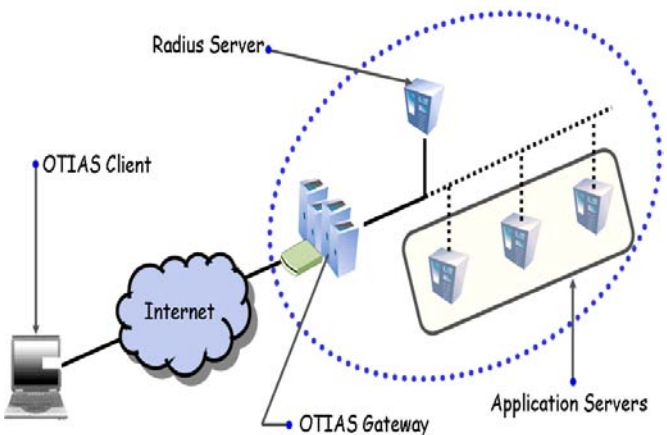 Radius Server
OTIAS Client
Internet
OTIAS Gateway
Application Servers